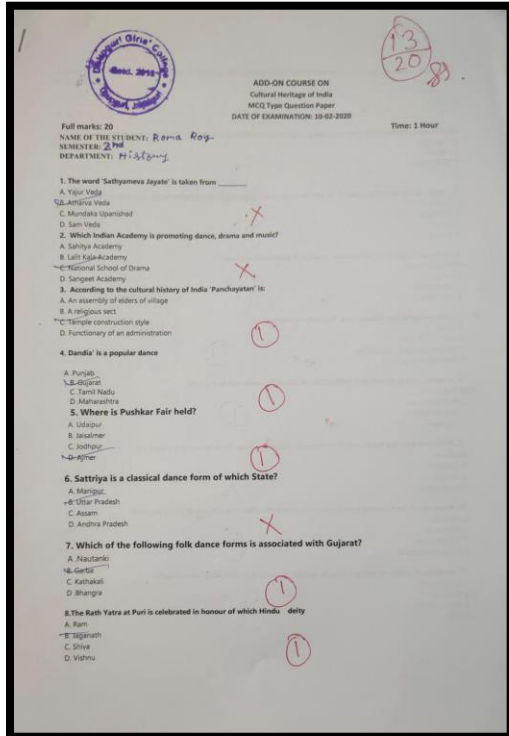 Dhupguri Girls' College
Estd. 2013
Dhupguri, Jalpaiguri
13
20
ADD-ON COURSE ON
Cultural Heritage of India
MCQ Type Question Paper
DATE OF EXAMINATION: 10-02-2020
Full marks: 20
Time: 1 Hour
NAME OF THE STUDENT: Roma Roy
SEMESTER: 2nd
DEPARTMENT: History
1. The word 'Sathyameva Jayate' is taken from ______
A. Yajur Veda
B. Atharva Veda
C. Mundaka Upanishad
D. Sam Veda
2. Which Indian Academy is promoting dance, drama and music?
A. Sahitya Academy
B. Lalit Kala Academy
C. National School of Drama
D. Sangeet Academy
3. According to the cultural history of India 'Panchayatan' is:
A. An assembly of elders of village
B. A religious sect
C. Temple construction style
D. Functionary of an administration
1
4. Dandia' is a popular dance
A .Punjab
B. Gujarat
C .Tamil Nadu
D. Maharashtra
1
5. Where is Pushkar Fair held?
A. Udaipur
B. Jaisalmer
C. Jodhpur
D. Ajmer
1
6. Sattriya is a classical dance form of which State?
A. Manipur
B. Uttar Pradesh
C. Assam
D. Andhra Pradesh
7. Which of the following folk dance forms is associated with Gujarat?
A .Nautanki
B. Garba
C. Kathakali
D .Bhangra
1
8.The Rath Yatra at Puri is celebrated in honour of which Hindu deity
A. Ram
B. Jaganath
C. Shiva
D. Vishnu
1